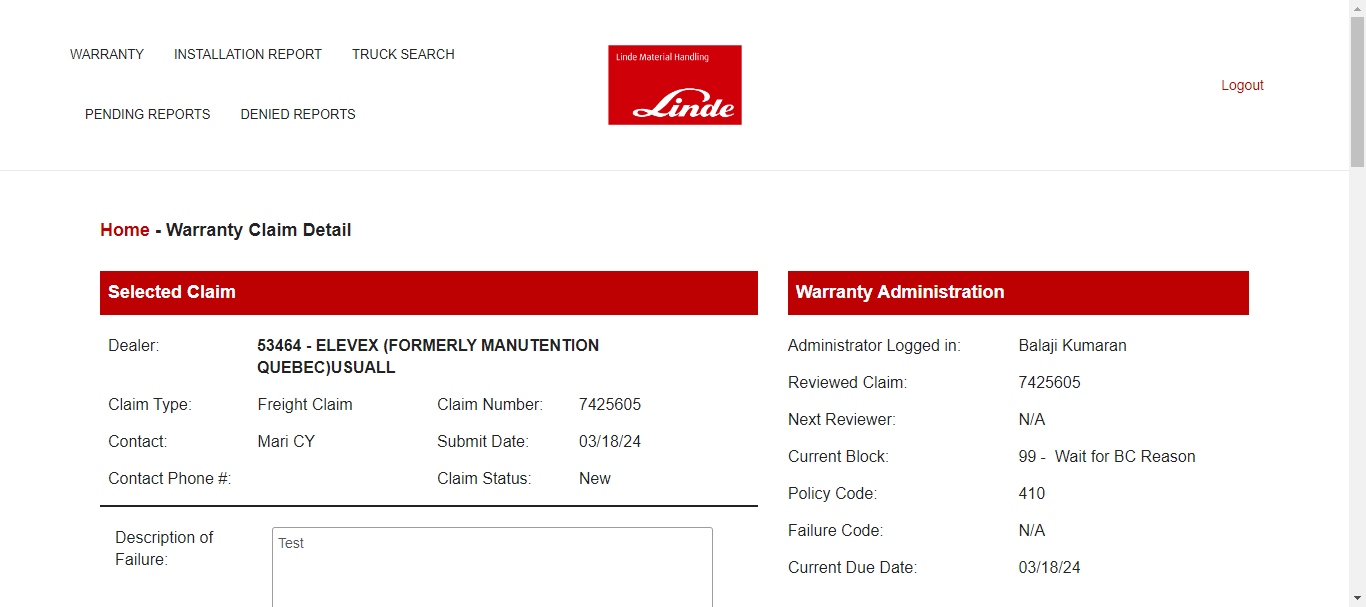 WARRANTY INSTALLATION REPORT TRUCK SEARCH
PENDING REPORTS DENIED REPORTS
Linde Material Handling
Linde
Logout
Home - Warranty Claim Detail
Selected Claim
Dealer: 53464 - ELEVEX (FORMERLY MANUTENTION
QUEBEC)USUALL
Claim Type: Freight Claim Claim Number: 7425605
Contact: Mari CY Submit Date: 03/18/24
Contact Phone #: Claim Status: New
Description of
Failure:
Test
Warranty Administration
Administrator Logged in: Balaji Kumaran
Reviewed Claim: 7425605
Next Reviewer: N/A
Current Block: 99 - Wait for BC Reason
Policy Code: 410
Failure Code: N/A
Current Due Date: 03/18/24